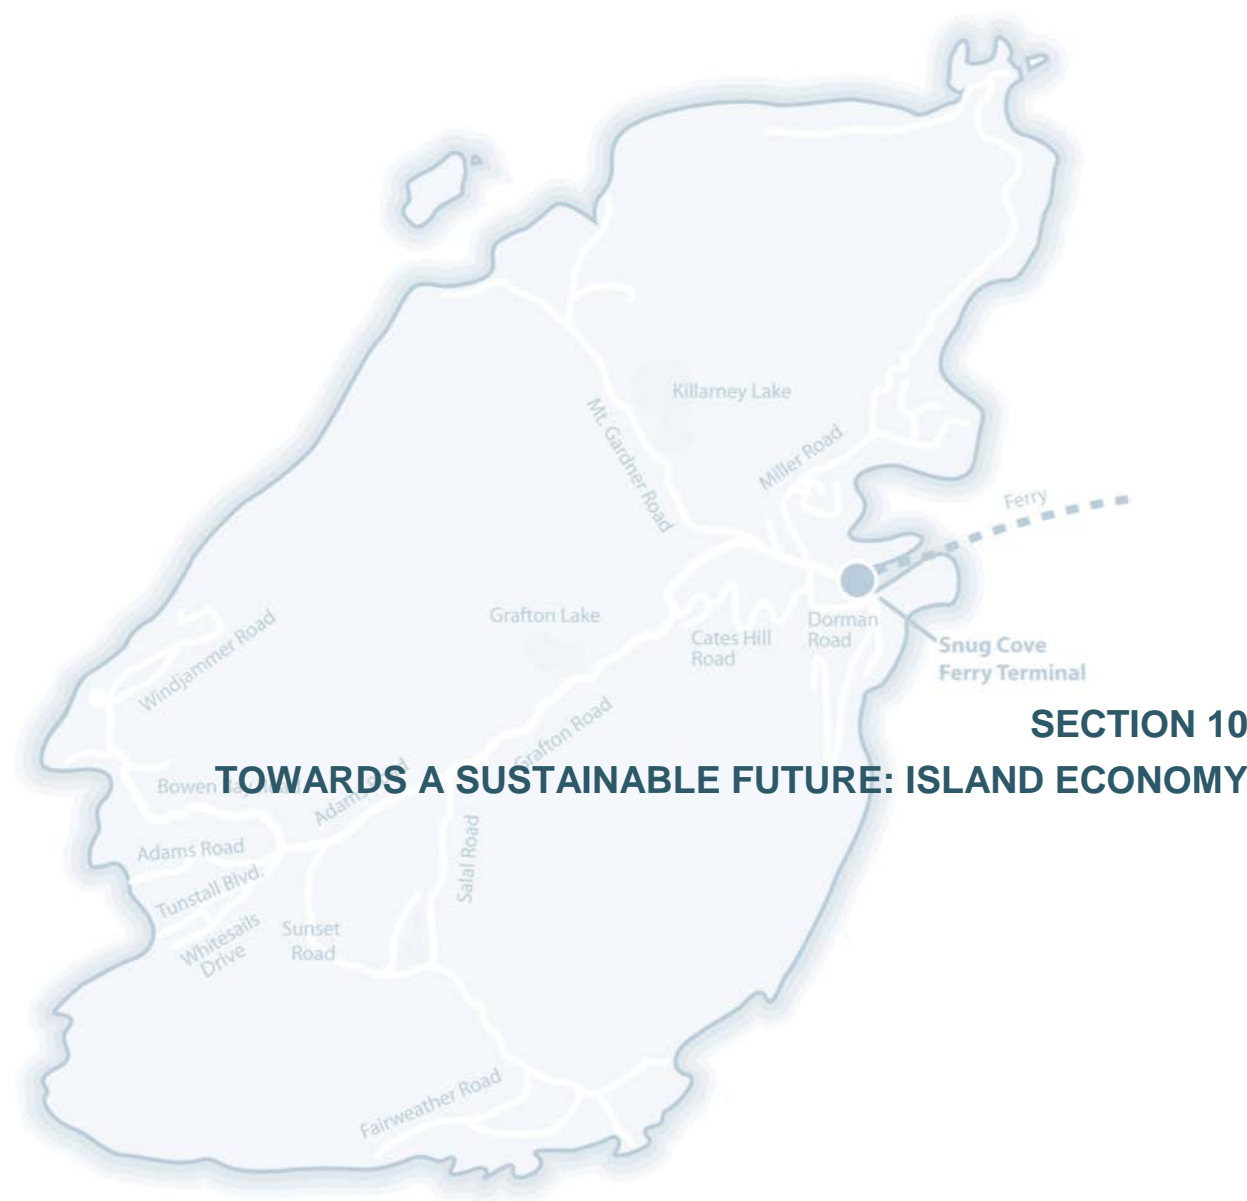 Killarney Lake
Mt. Gardner Road
Miller Road
Ferry
Grafton Lake
Cates Hill
Road
Dorman
Road
Snug Cove
Ferry Terminal
Windjammer Road
Grafton Road
SECTION 10
TOWARDS A SUSTAINABLE FUTURE: ISLAND ECONOMY
Bowen
Adams
Adams Road
Salal Road
Tunstall Blvd.
Whitesails
Drive
Sunset
Road
Fairweather Road